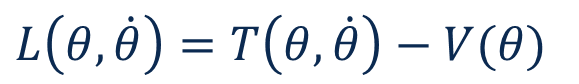 L(θ, θ̇) = T(θ, θ̇) − V(θ)